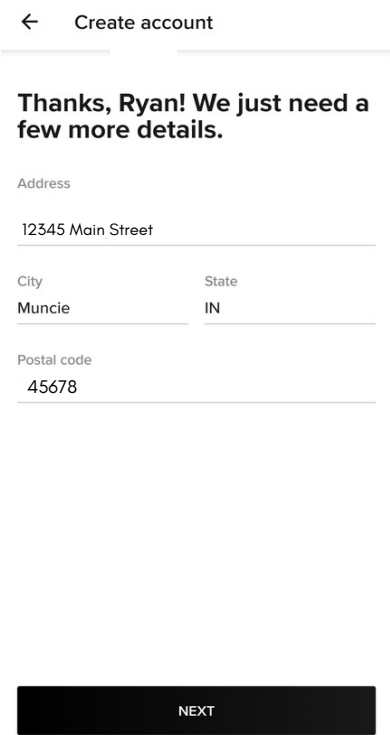 Create account
Thanks, Ryan! We just need a
few more details.
Address
12345 Main Street
City State
Muncie IN
Postal code
45678
NEXT